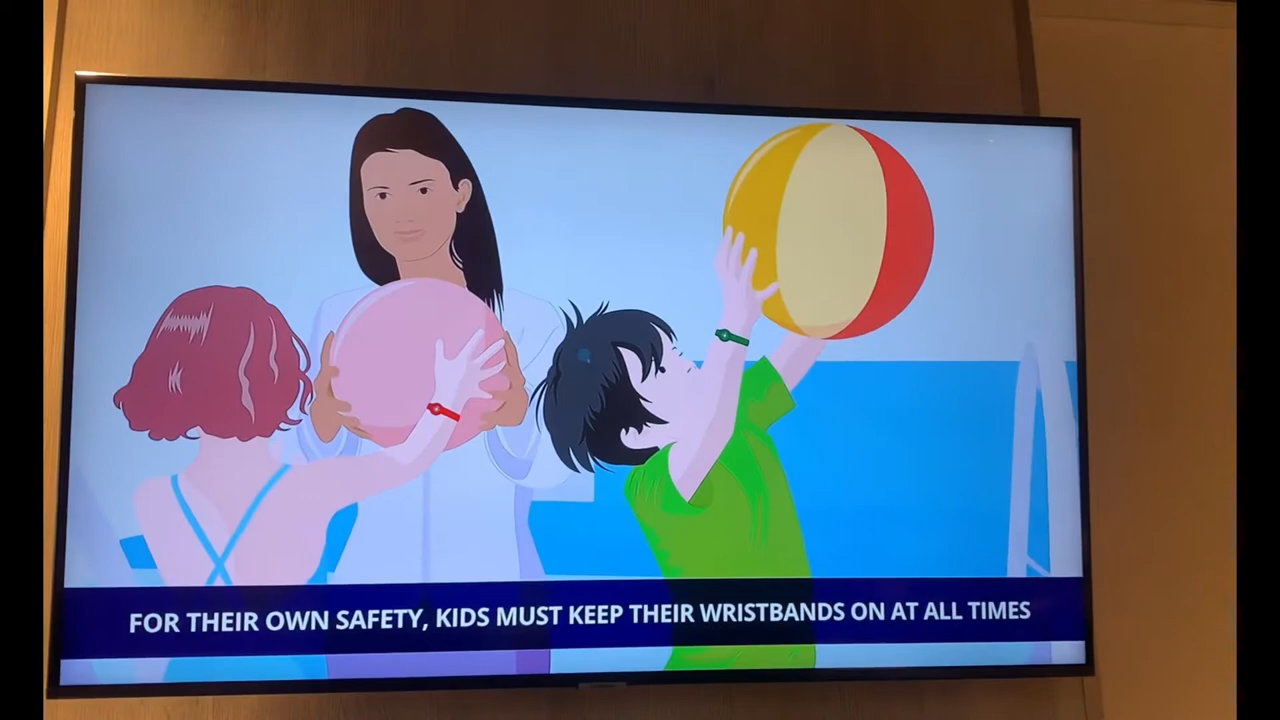 FOR THEIR OWN SAFETY, KIDS MUST KEEP THEIR WRISTBANDS ON AT ALL TIMES